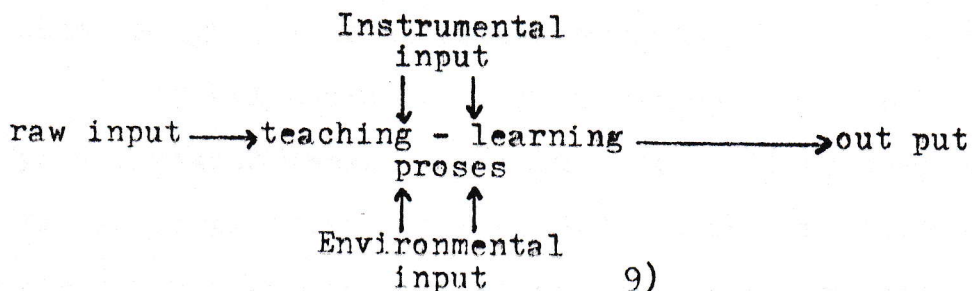 Instrumental
input
raw input teaching - learning out put
proses
Environmental
input 9)